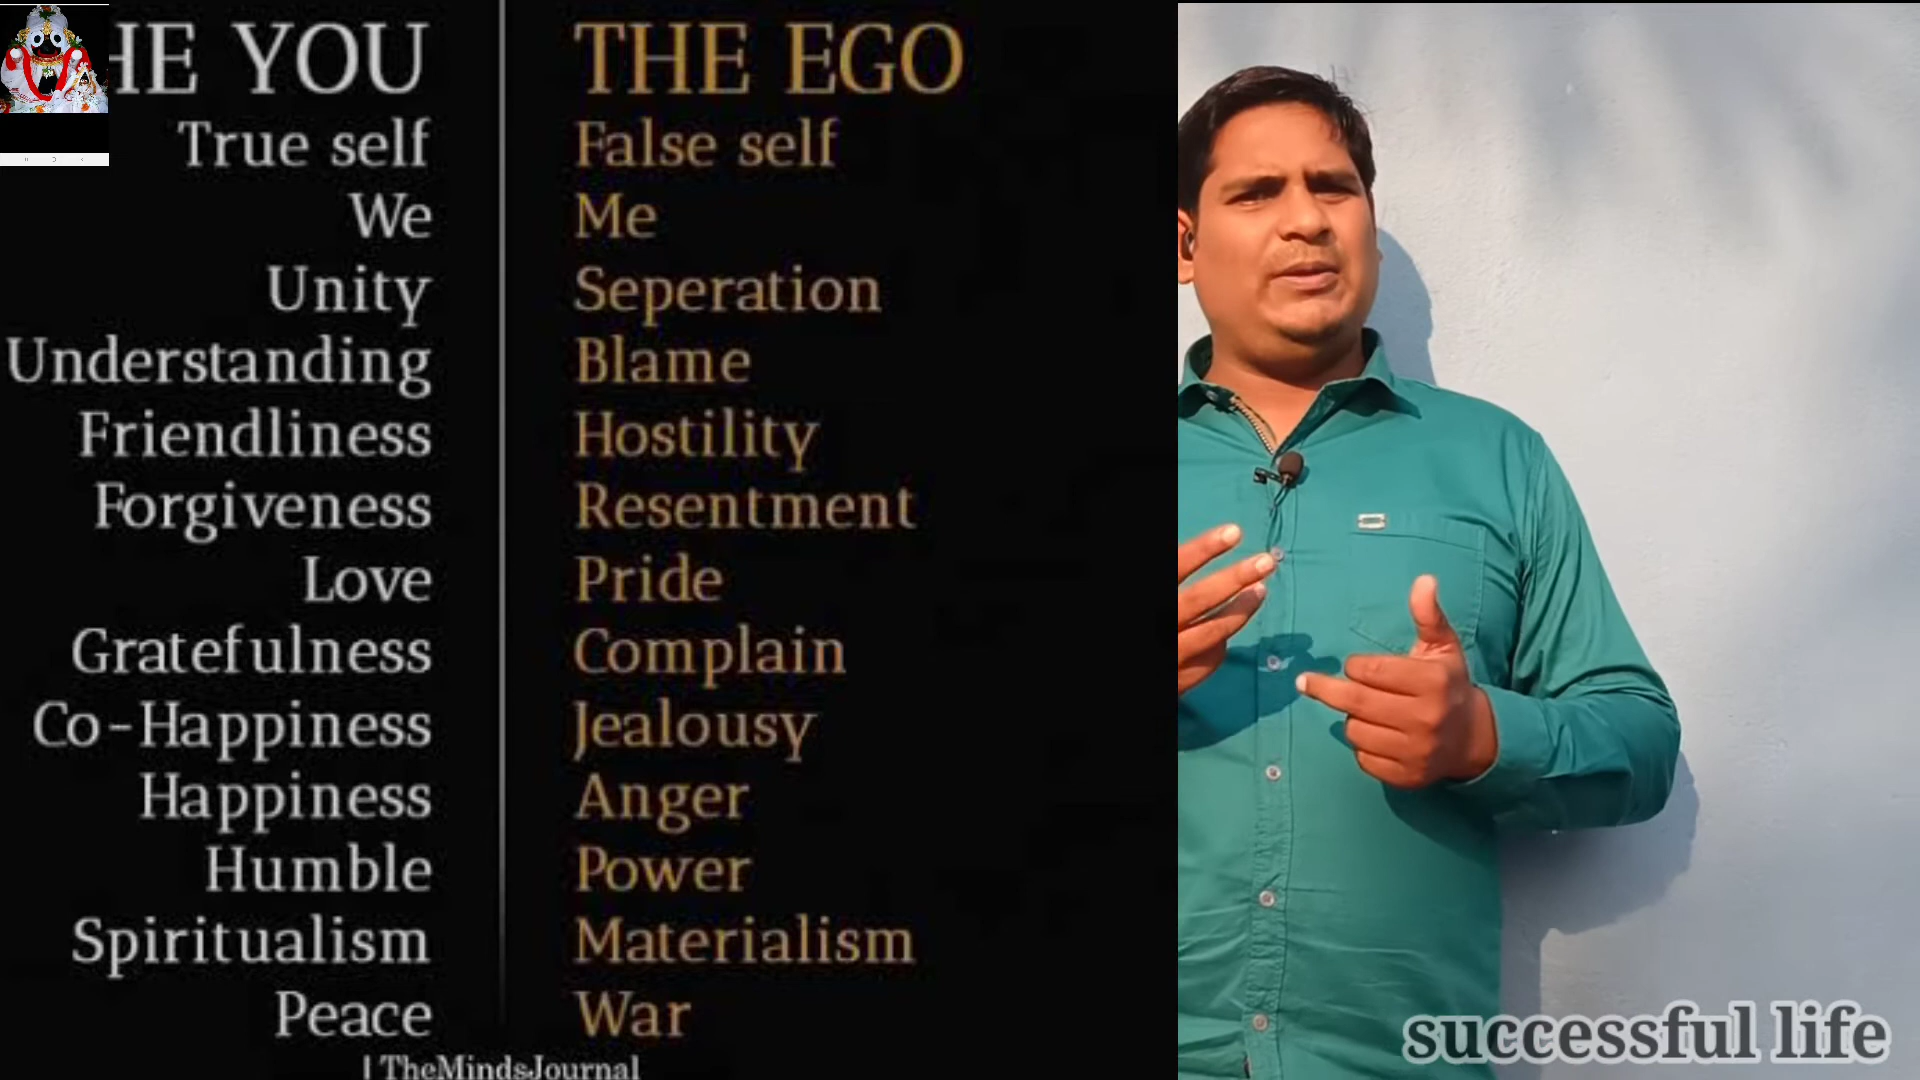 HE YOU THE EGO
True self False self
We Me
Unity Seperation
Understanding Blame
Friendliness Hostility
Forgiveness Resentment
Love Pride
Gratefulness Complain
Co-Happiness Jealousy
Happiness Anger
Humble Power
Spiritualism Materialism
Peace War
| TheMindsJournal
successful life